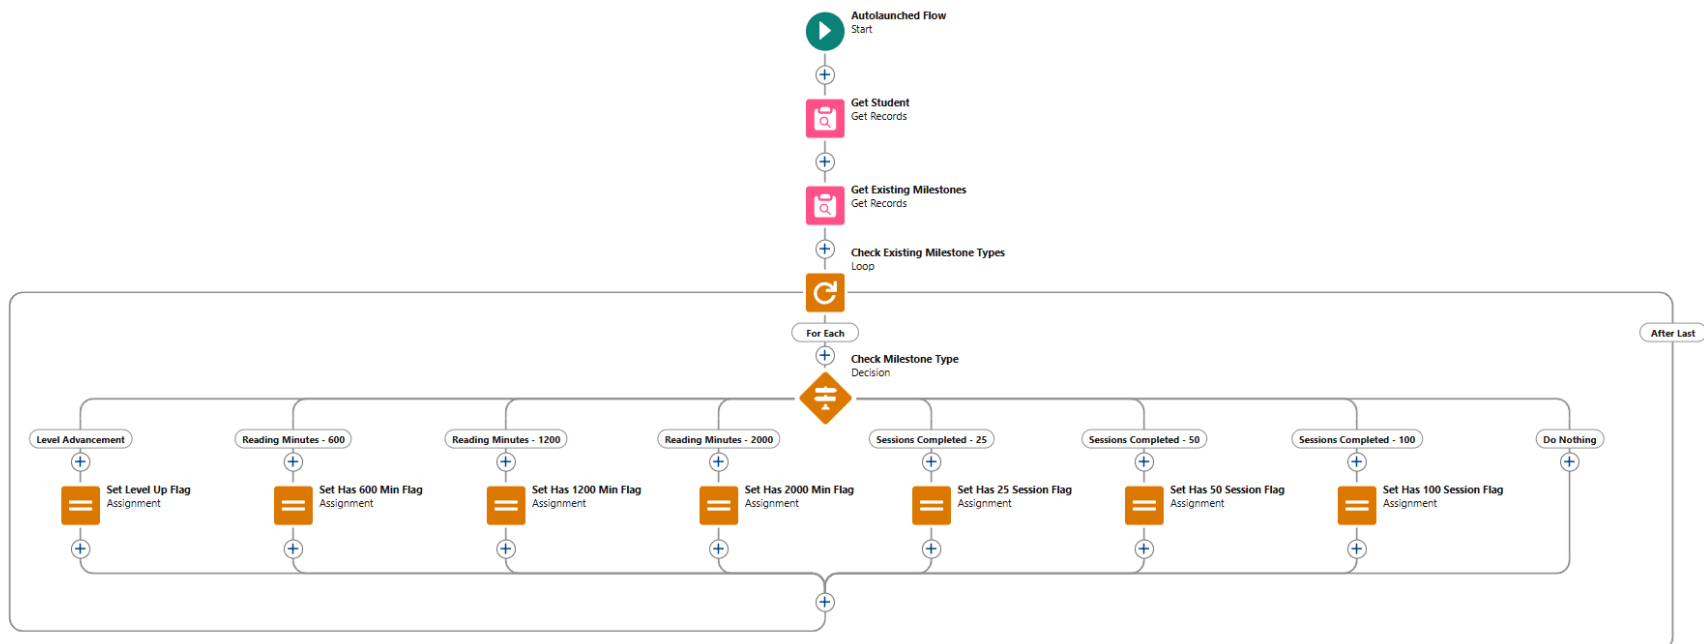 Autolaunched Flow
Start
Get Student
Get Records
Get Existing Milestones
Get Records
Check Existing Milestone Types
Loop
For Each
After Last
Check Milestone Type
Decision
Level Advancement
Reading Minutes - 600
Reading Minutes - 1200
Reading Minutes - 2000
Sessions Completed - 25
Sessions Completed - 50
Sessions Completed - 100
Do Nothing
Set Level Up Flag
Assignment
Set Has 600 Min Flag
Assignment
Set Has 1200 Min Flag
Assignment
Set Has 2000 Min Flag
Assignment
Set Has 25 Session Flag
Assignment
Set Has 50 Session Flag
Assignment
Set Has 100 Session Flag
Assignment